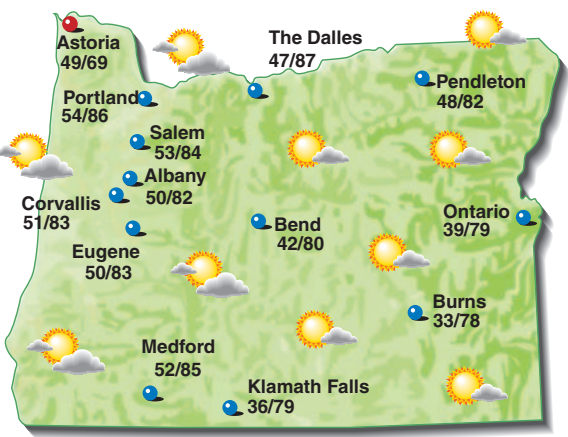 Astoria
49/69
The Dalles
47/87
Pendleton
48/82
Portland
54/86
Salem
53/84
Albany
50/82
Corvallis
51/83
Ontario
39/79
Bend
42/80
Eugene
50/83
Burns
33/78
Medford
52/85
Klamath Falls
36/79